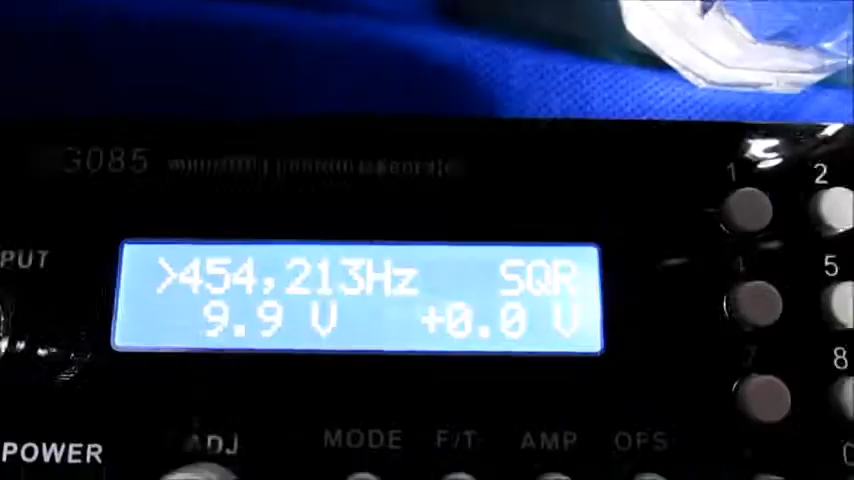 G085
1 2
PUT
>454,213Hz SQR
9.9 V +0.0 V
4 5
7 8
POWER
ADJ
MODE F/T AMP OFS